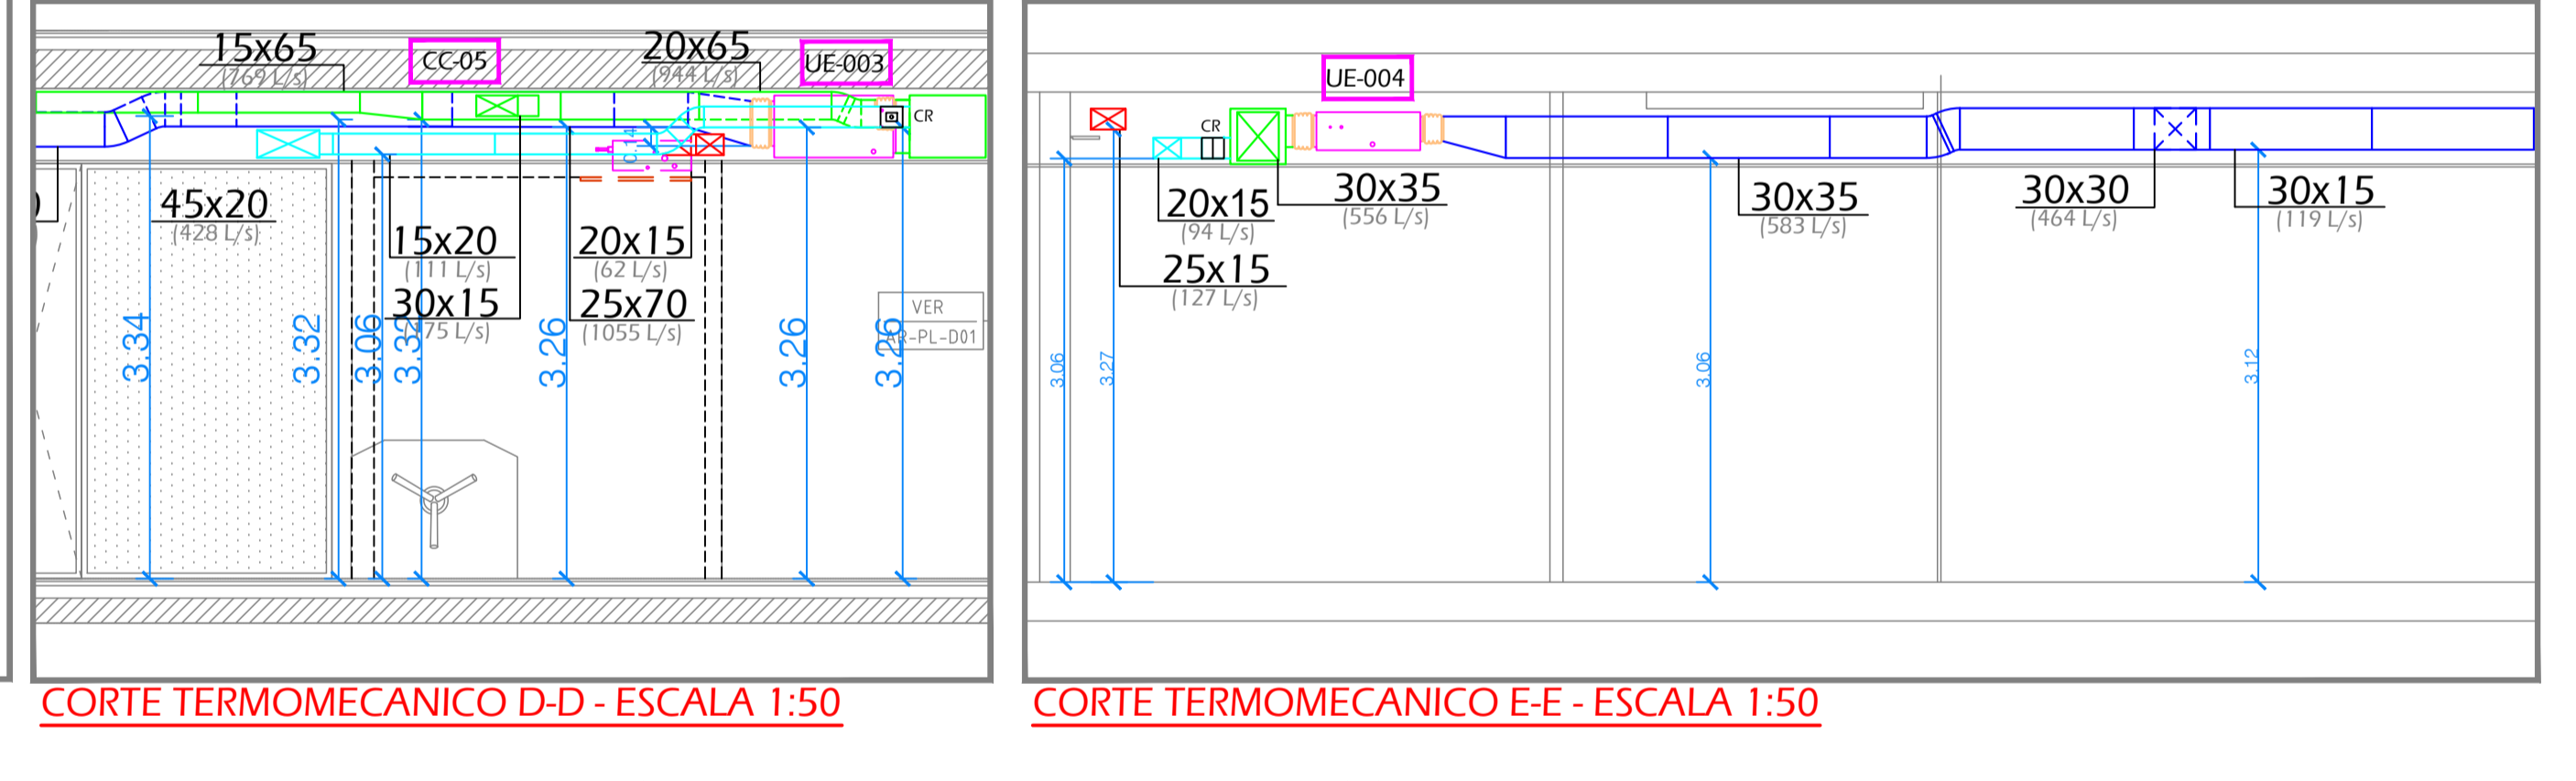 15x65
(769 L/s)
CC-05
20x65
(944 L/s)
UE-003
CR
45x20
(428 L/s)
15x20
(111 L/s)
30x15
(175 L/s)
20x15
(62 L/s)
25x70
(1055 L/s)
VER
AR-PL-D01
3.34
3.32
3.06
3.32
3.26
3.26
3.26
CORTE TERMOMECANICO D-D - ESCALA 1:50
UE-004
CR
20x15
(94 L/s)
25x15
(127 L/s)
30x35
(556 L/s)
30x35
(583 L/s)
30x30
(464 L/s)
30x15
(119 L/s)
3.06
3.27
3.06
3.12
CORTE TERMOMECANICO E-E - ESCALA 1:50